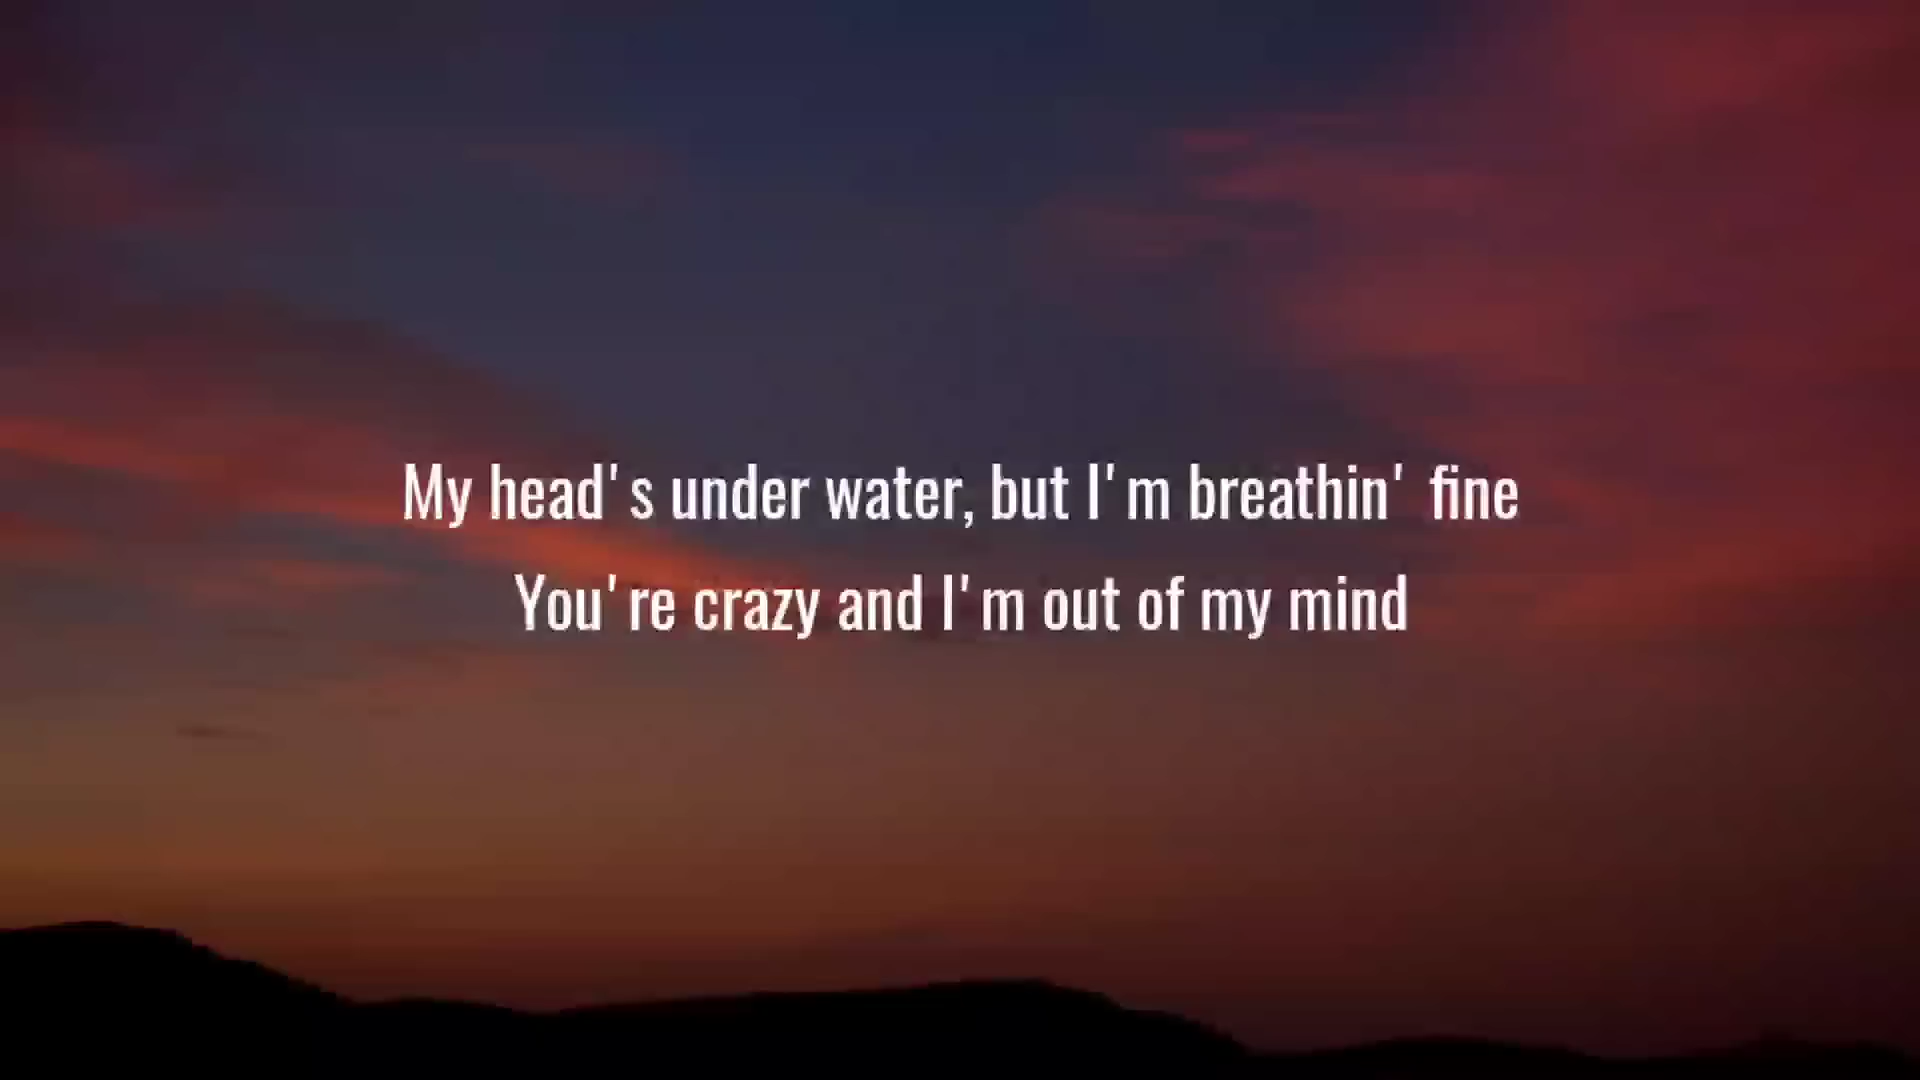 My head's under water, but I'm breathin' fine
You're crazy and I'm out of my mind